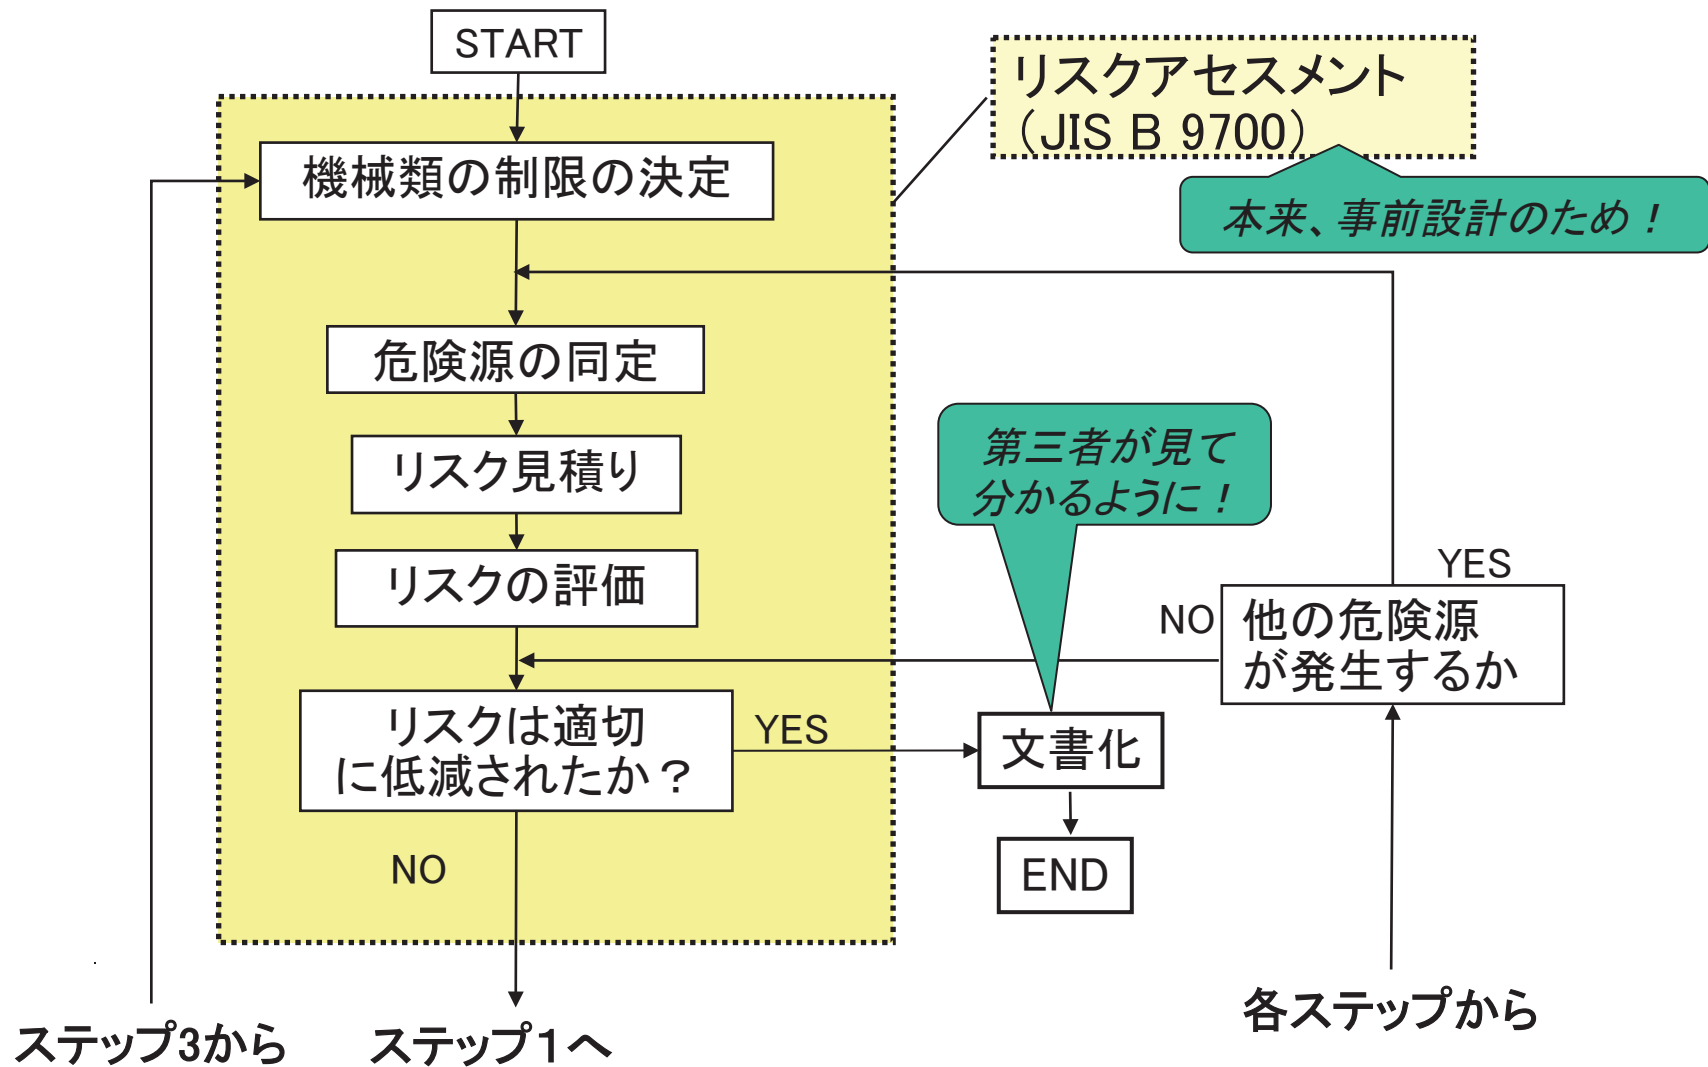 START
リスクアセスメント
（JIS B 9700）
機械類の制限の決定
本来、事前設計のため！
危険源の同定
第三者が見て
分かるように！
リスク見積り
リスクの評価
YES
NO
他の危険源
が発生するか
リスクは適切
に低減されたか？
YES
文書化
NO
END
各ステップから
ステップ3から
ステップ１へ